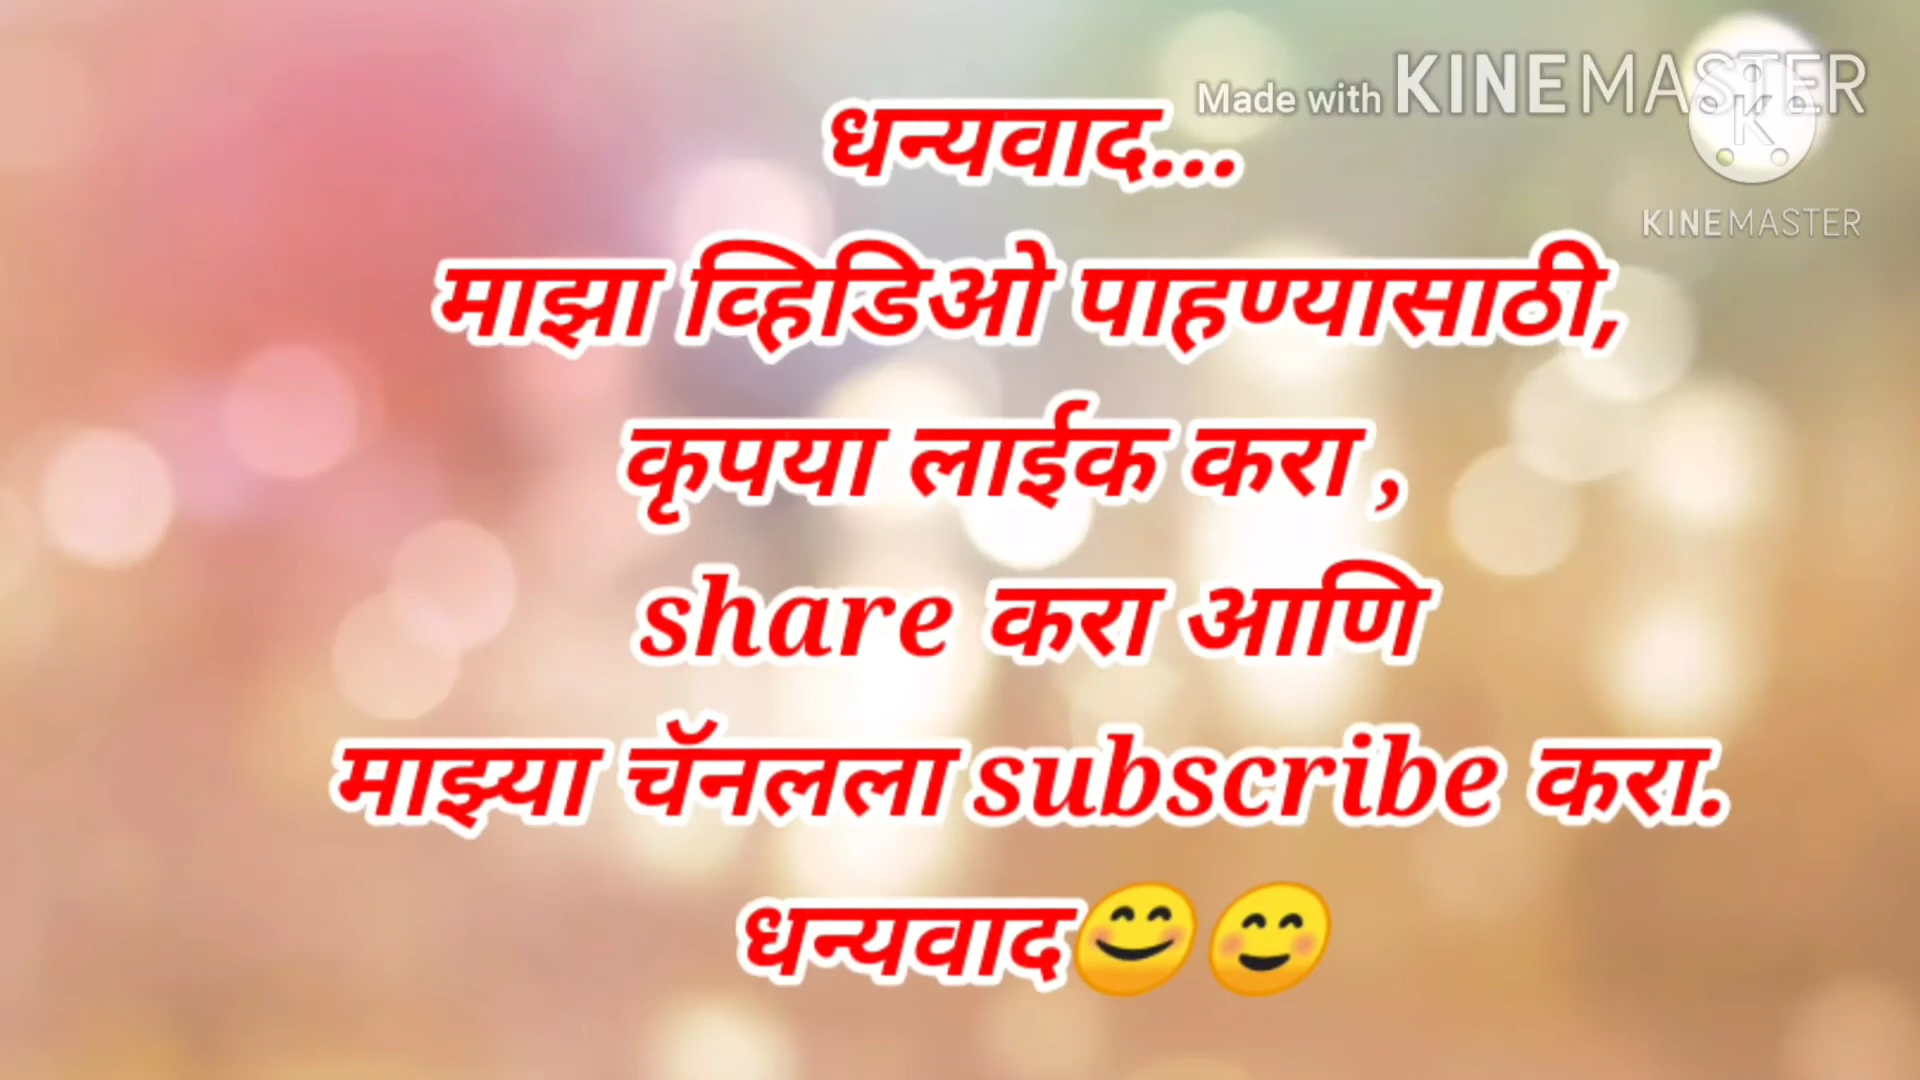 Made with KINEMASTER
KINEMASTER
धन्यवाद...
माझा व्हिडिओ पाहण्यासाठी,
कृपया लाईक करा ,
share करा आणि
माझ्या चॅनलला subscribe करा.
धन्यवाद😊😊